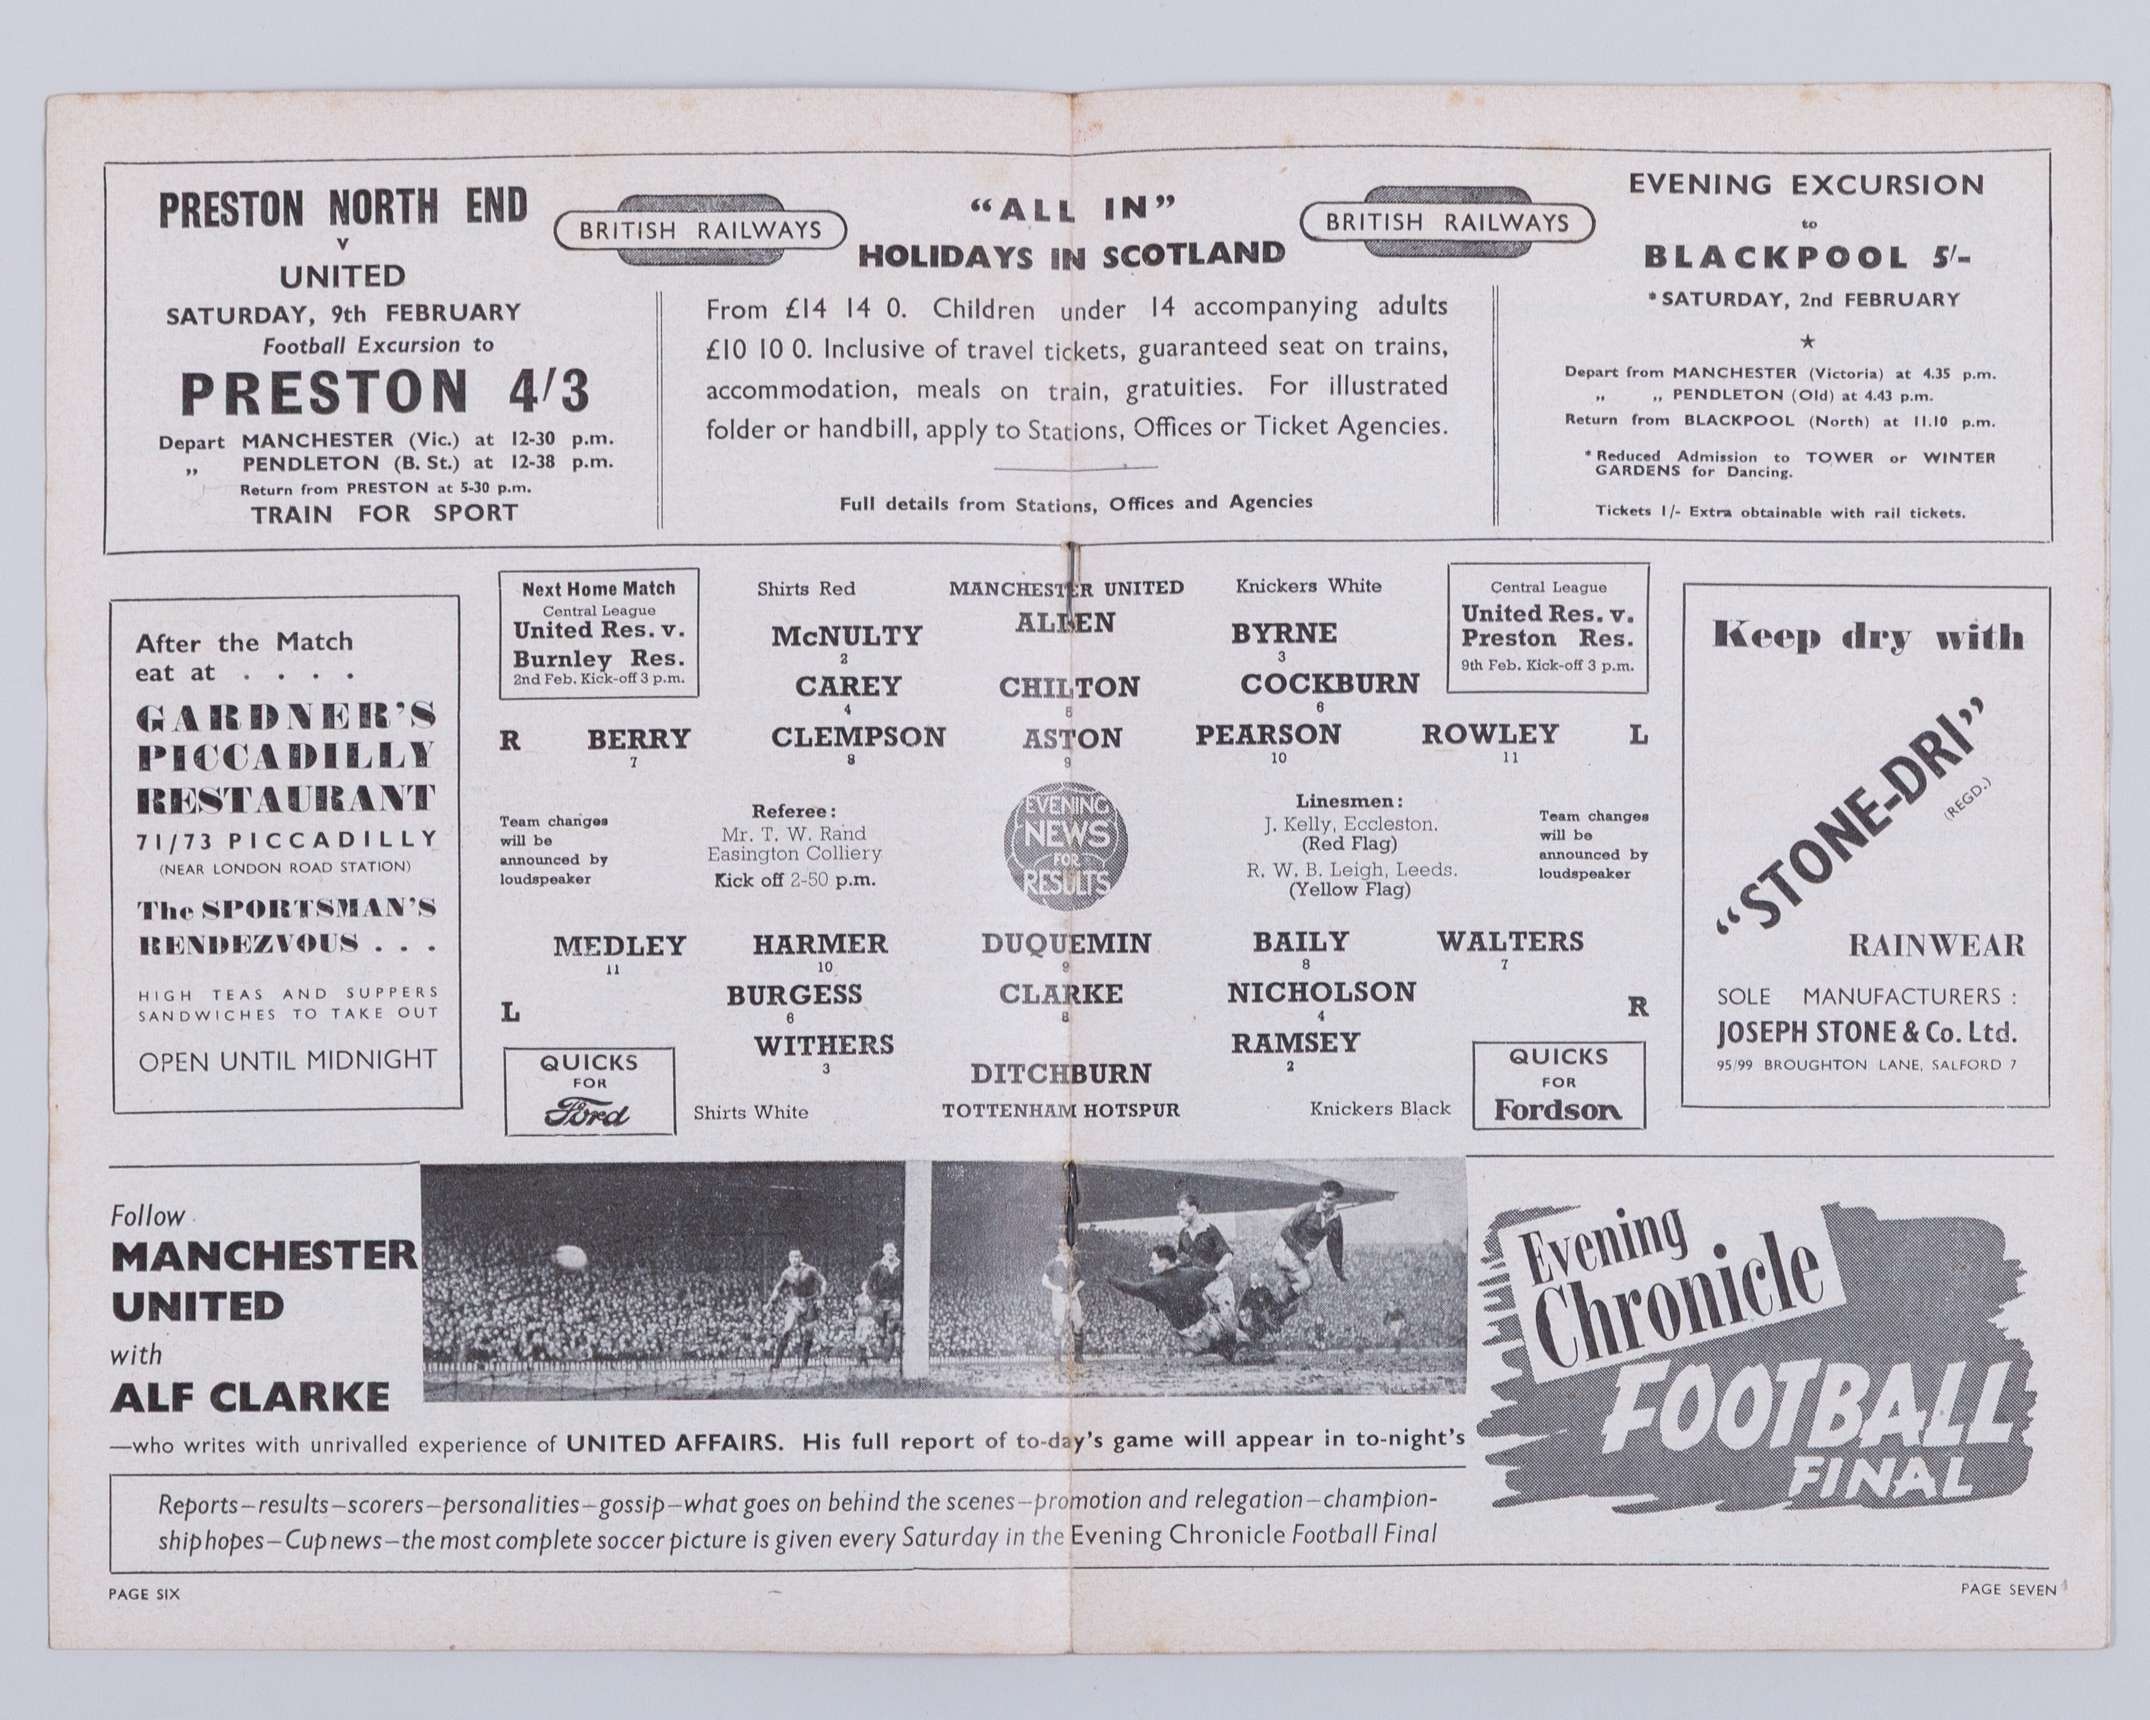 PRESTON NORTH END
v
UNITED
SATURDAY, 9th FEBRUARY
Football Excursion to
PRESTON 4/3
Depart MANCHESTER (Vic.) at 12-30 p.m.
„ PENDLETON (B. St.) at 12-38 p.m.
Return from PRESTON at 5-30 p.m.
TRAIN FOR SPORT
BRITISH RAILWAYS
"ALL IN"
HOLIDAYS IN SCOTLAND
BRITISH RAILWAYS
From £14 14 0. Children under 14 accompanying adults
£10 10 0. Inclusive of travel tickets, guaranteed seat on trains,
accommodation, meals on train, gratuities. For illustrated
folder or handbill, apply to Stations, Offices or Ticket Agencies.
Full details from Stations, Offices and Agencies
EVENING EXCURSION
to
BLACKPOOL 5/-
*SATURDAY, 2nd FEBRUARY
★
Depart from MANCHESTER (Victoria) at 4.35 p.m.
„ „ PENDLETON (Old) at 4.43 p.m.
Return from BLACKPOOL (North) at 11.10 p.m.
*Reduced Admission to TOWER or WINTER
GARDENS for Dancing.
Tickets 1/- Extra obtainable with rail tickets.
After the Match
eat at . . . .
GARDNER'S
PICCADILLY
RESTAURANT
71/73 PICCADILLY
(NEAR LONDON ROAD STATION)
The SPORTSMAN'S
RENDEZVOUS . . .
HIGH TEAS AND SUPPERS
SANDWICHES TO TAKE OUT
OPEN UNTIL MIDNIGHT
Next Home Match
Central League
United Res. v.
Burnley Res.
2nd Feb. Kick-off 3 p.m.
Shirts Red MANCHESTER UNITED Knickers White
Central League
United Res. v.
Preston Res.
9th Feb. Kick-off 3 p.m.
ALLEN
McNULTY BYRNE
2 3
CAREY CHILTON COCKBURN
4 5 6
R BERRY CLEMPSON ASTON PEARSON ROWLEY L
7 8 9 10 11
Team changes
will be
announced by
loudspeaker
Referee:
Mr. T. W. Rand
Easington Colliery
Kick off 2-50 p.m.
EVENING
NEWS
FOR
RESULTS
Linesmen:
J. Kelly, Eccleston.
(Red Flag)
R. W. B. Leigh, Leeds.
(Yellow Flag)
Team changes
will be
announced by
loudspeaker
MEDLEY HARMER DUQUEMIN BAILY WALTERS
11 10 9 8 7
BURGESS CLARKE NICHOLSON
L 6 5 4 R
WITHERS RAMSEY
3 2
DITCHBURN
Shirts White TOTTENHAM HOTSPUR Knickers Black
QUICKS
FOR
Ford
QUICKS
FOR
Fordson
Keep dry with
"STONE-DRI"
(REGD.)
RAINWEAR
SOLE MANUFACTURERS :
JOSEPH STONE & Co. Ltd.
95/99 BROUGHTON LANE, SALFORD 7
Follow
MANCHESTER
UNITED
with
ALF CLARKE
—who writes with unrivalled experience of UNITED AFFAIRS. His full report of to-day's game will appear in to-night's
Evening
Chronicle
FOOTBALL
FINAL
Reports—results—scorers—personalities—gossip—what goes on behind the scenes—promotion and relegation—champion-
ship hopes—Cup news—the most complete soccer picture is given every Saturday in the Evening Chronicle Football Final
PAGE SIX
PAGE SEVEN